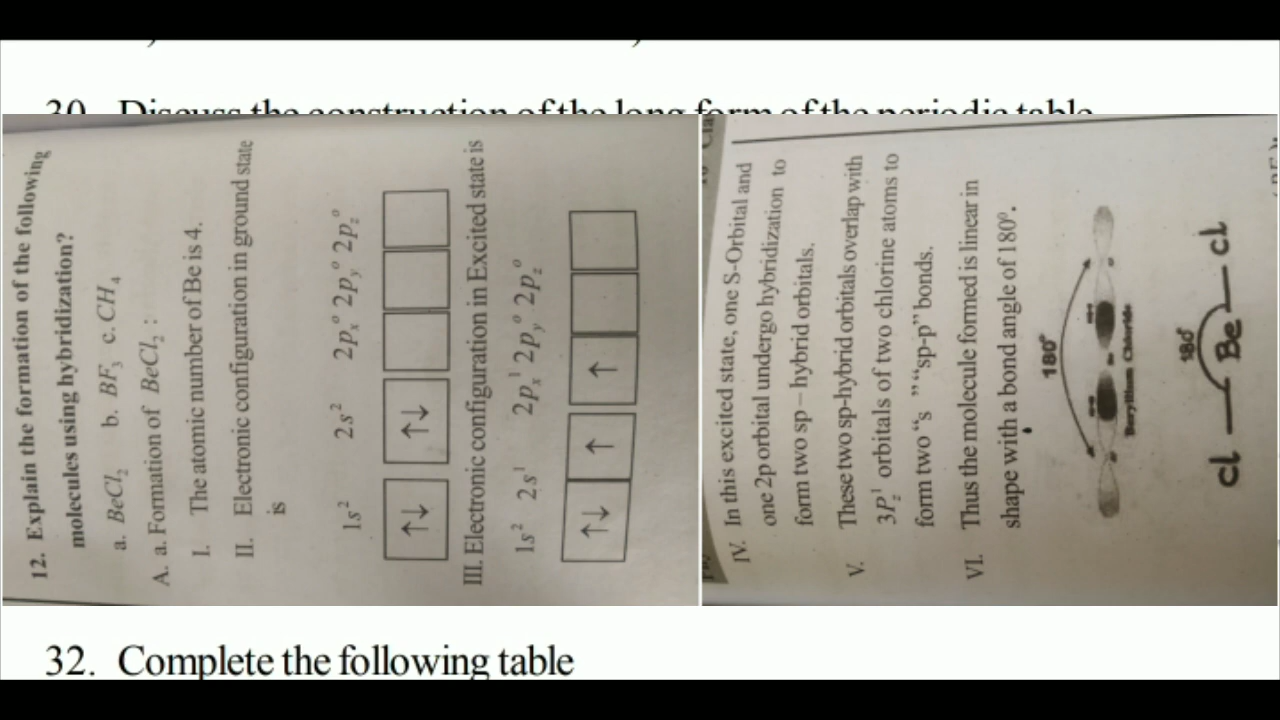 30. Discuss the construction of the long form of the periodic table
12. Explain the formation of the following
molecules using hybridization?
a. BeCl₂ b. BF₃ c. CH₄
A. a. Formation of BeCl₂ :
I. The atomic number of Be is 4.
II. Electronic configuration in ground state
is
1s² 2s² 2pₓ⁰ 2pᵧ⁰ 2p_z⁰
↑↓ ↑↓
III. Electronic configuration in Excited state is
1s² 2s¹ 2pₓ¹ 2pᵧ⁰ 2p_z⁰
↑↓ ↑ ↑
IV. In this excited state, one S-Orbital and
one 2p orbital undergo hybridization to
form two sp – hybrid orbitals.
V. These two sp-hybrid orbitals overlap with
3P_z¹ orbitals of two chlorine atoms to
form two “s ” “sp-p” bonds.
VI. Thus the molecule formed is linear in
shape with a bond angle of 180⁰.
180°
Beryllium Chloride
180°
cl — Be — cl
32. Complete the following table